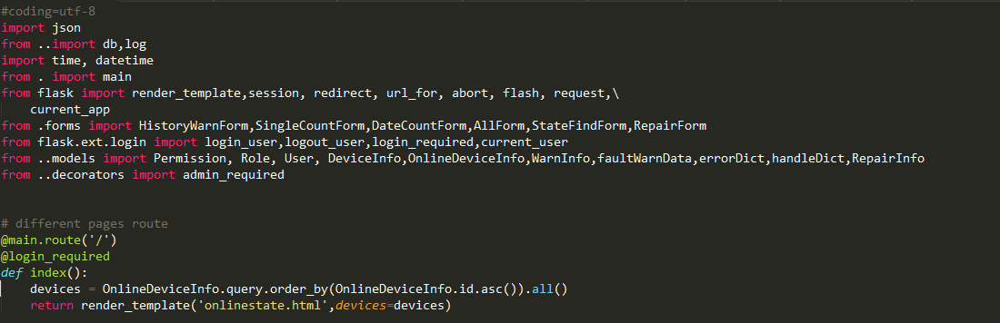 #coding=utf-8
import json
from ..import db,log
import time, datetime
from . import main
from flask import render_template,session, redirect, url_for, abort, flash, request,\
    current_app
from .forms import HistoryWarnForm,SingleCountForm,DateCountForm,AllForm,StateFindForm,RepairForm
from flask.ext.login import login_user,logout_user,login_required,current_user
from ..models import Permission, Role, User, DeviceInfo,OnlineDeviceInfo,WarnInfo,faultWarnData,errorDict,handleDict,RepairInfo
from ..decorators import admin_required
# different pages route
@main.route('/')
@login_required
def index():
    devices = OnlineDeviceInfo.query.order_by(OnlineDeviceInfo.id.asc()).all()
    return render_template('onlinestate.html',devices=devices)